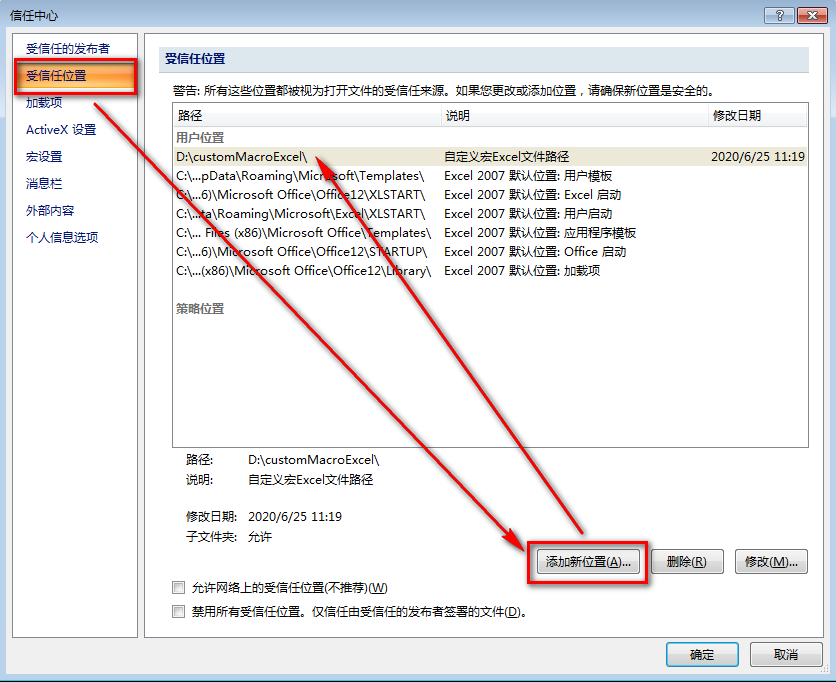 信任中心
受信任的发布者
受信任位置
加载项
ActiveX 设置
宏设置
消息栏
外部内容
个人信息选项
受信任位置
警告: 所有这些位置都被视为打开文件的受信任来源。如果您更改或添加位置，请确保新位置是安全的。
路径 说明 修改日期
用户位置
D:\customMacroExcel\ 自定义宏Excel文件路径 2020/6/25 11:19
C:\...pData\Roaming\Microsoft\Templates\ Excel 2007 默认位置: 用户模板
C:\...6)\Microsoft Office\Office12\XLSTART\ Excel 2007 默认位置: Excel 启动
C:\...ta\Roaming\Microsoft\Excel\XLSTART\ Excel 2007 默认位置: 用户启动
C:\... Files (x86)\Microsoft Office\Templates\ Excel 2007 默认位置: 应用程序模板
C:\...6)\Microsoft Office\Office12\STARTUP\ Excel 2007 默认位置: Office 启动
C:\...(x86)\Microsoft Office\Office12\Library\ Excel 2007 默认位置: 加载项
策略位置
路径: D:\customMacroExcel\
说明: 自定义宏Excel文件路径
修改日期: 2020/6/25 11:19
子文件夹: 允许
添加新位置(A)... 删除(R) 修改(M)...
允许网络上的受信任位置(不推荐)(W)
禁用所有受信任位置。仅信任由受信任的发布者签署的文件(D)。
确定 取消